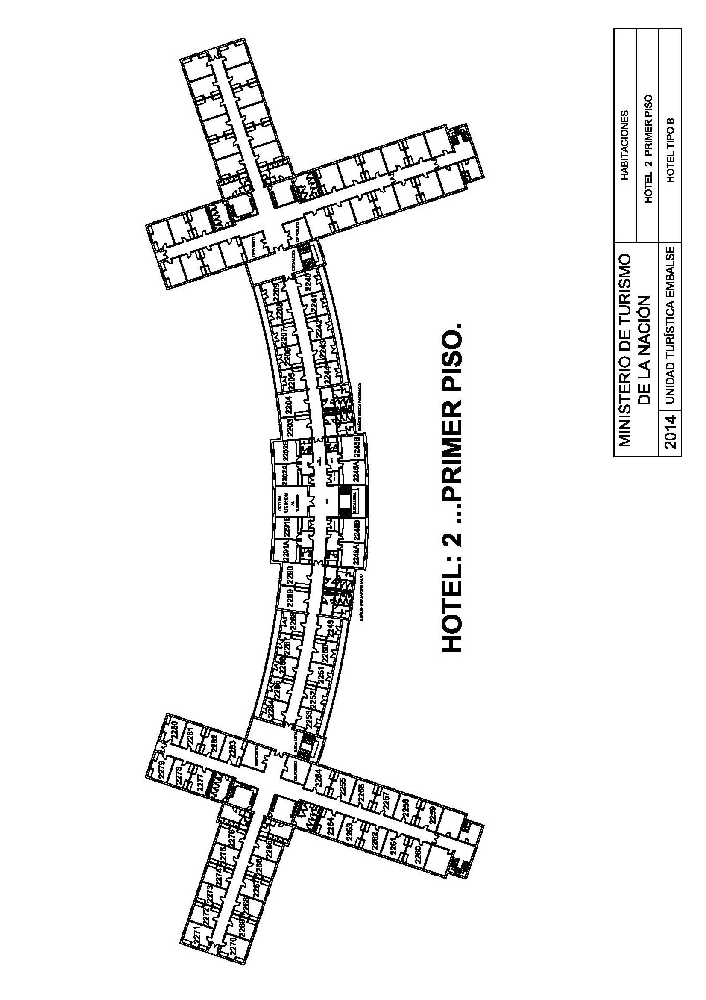 2271
2272
2273
2274
2275
2276
2270
2269
2268
2267
2266
2265
2279
2278
2277
2280
2281
2282
2283
DEPOSITO
DEPOSITO
ESCALERA
2264
2263
2262
2261
2260
2254
2255
2256
2257
2258
2259
2284
2285
2286
2287
2288
2289
2290
2291A
2291B
OFICINA
ATENCION
AL
TURISMO
2202A
2202B
2203
2204
2205
2206
2207
2208
2209
2253
2252
2251
2250
2249
BAÑOS DISCAPACITADO
2248A
2248B
ESCALERA
2245A
2245B
BAÑOS DISCAPACITADO
2244
2243
2242
2241
2240
ESCALERA
DEPOSITO
DEPOSITO
HOTEL: 2 ...PRIMER PISO.
MINISTERIO DE TURISMO
DE LA NACIÓN
HABITACIONES
HOTEL 2 PRIMER PISO
2014
UNIDAD TURÍSTICA EMBALSE
HOTEL TIPO B